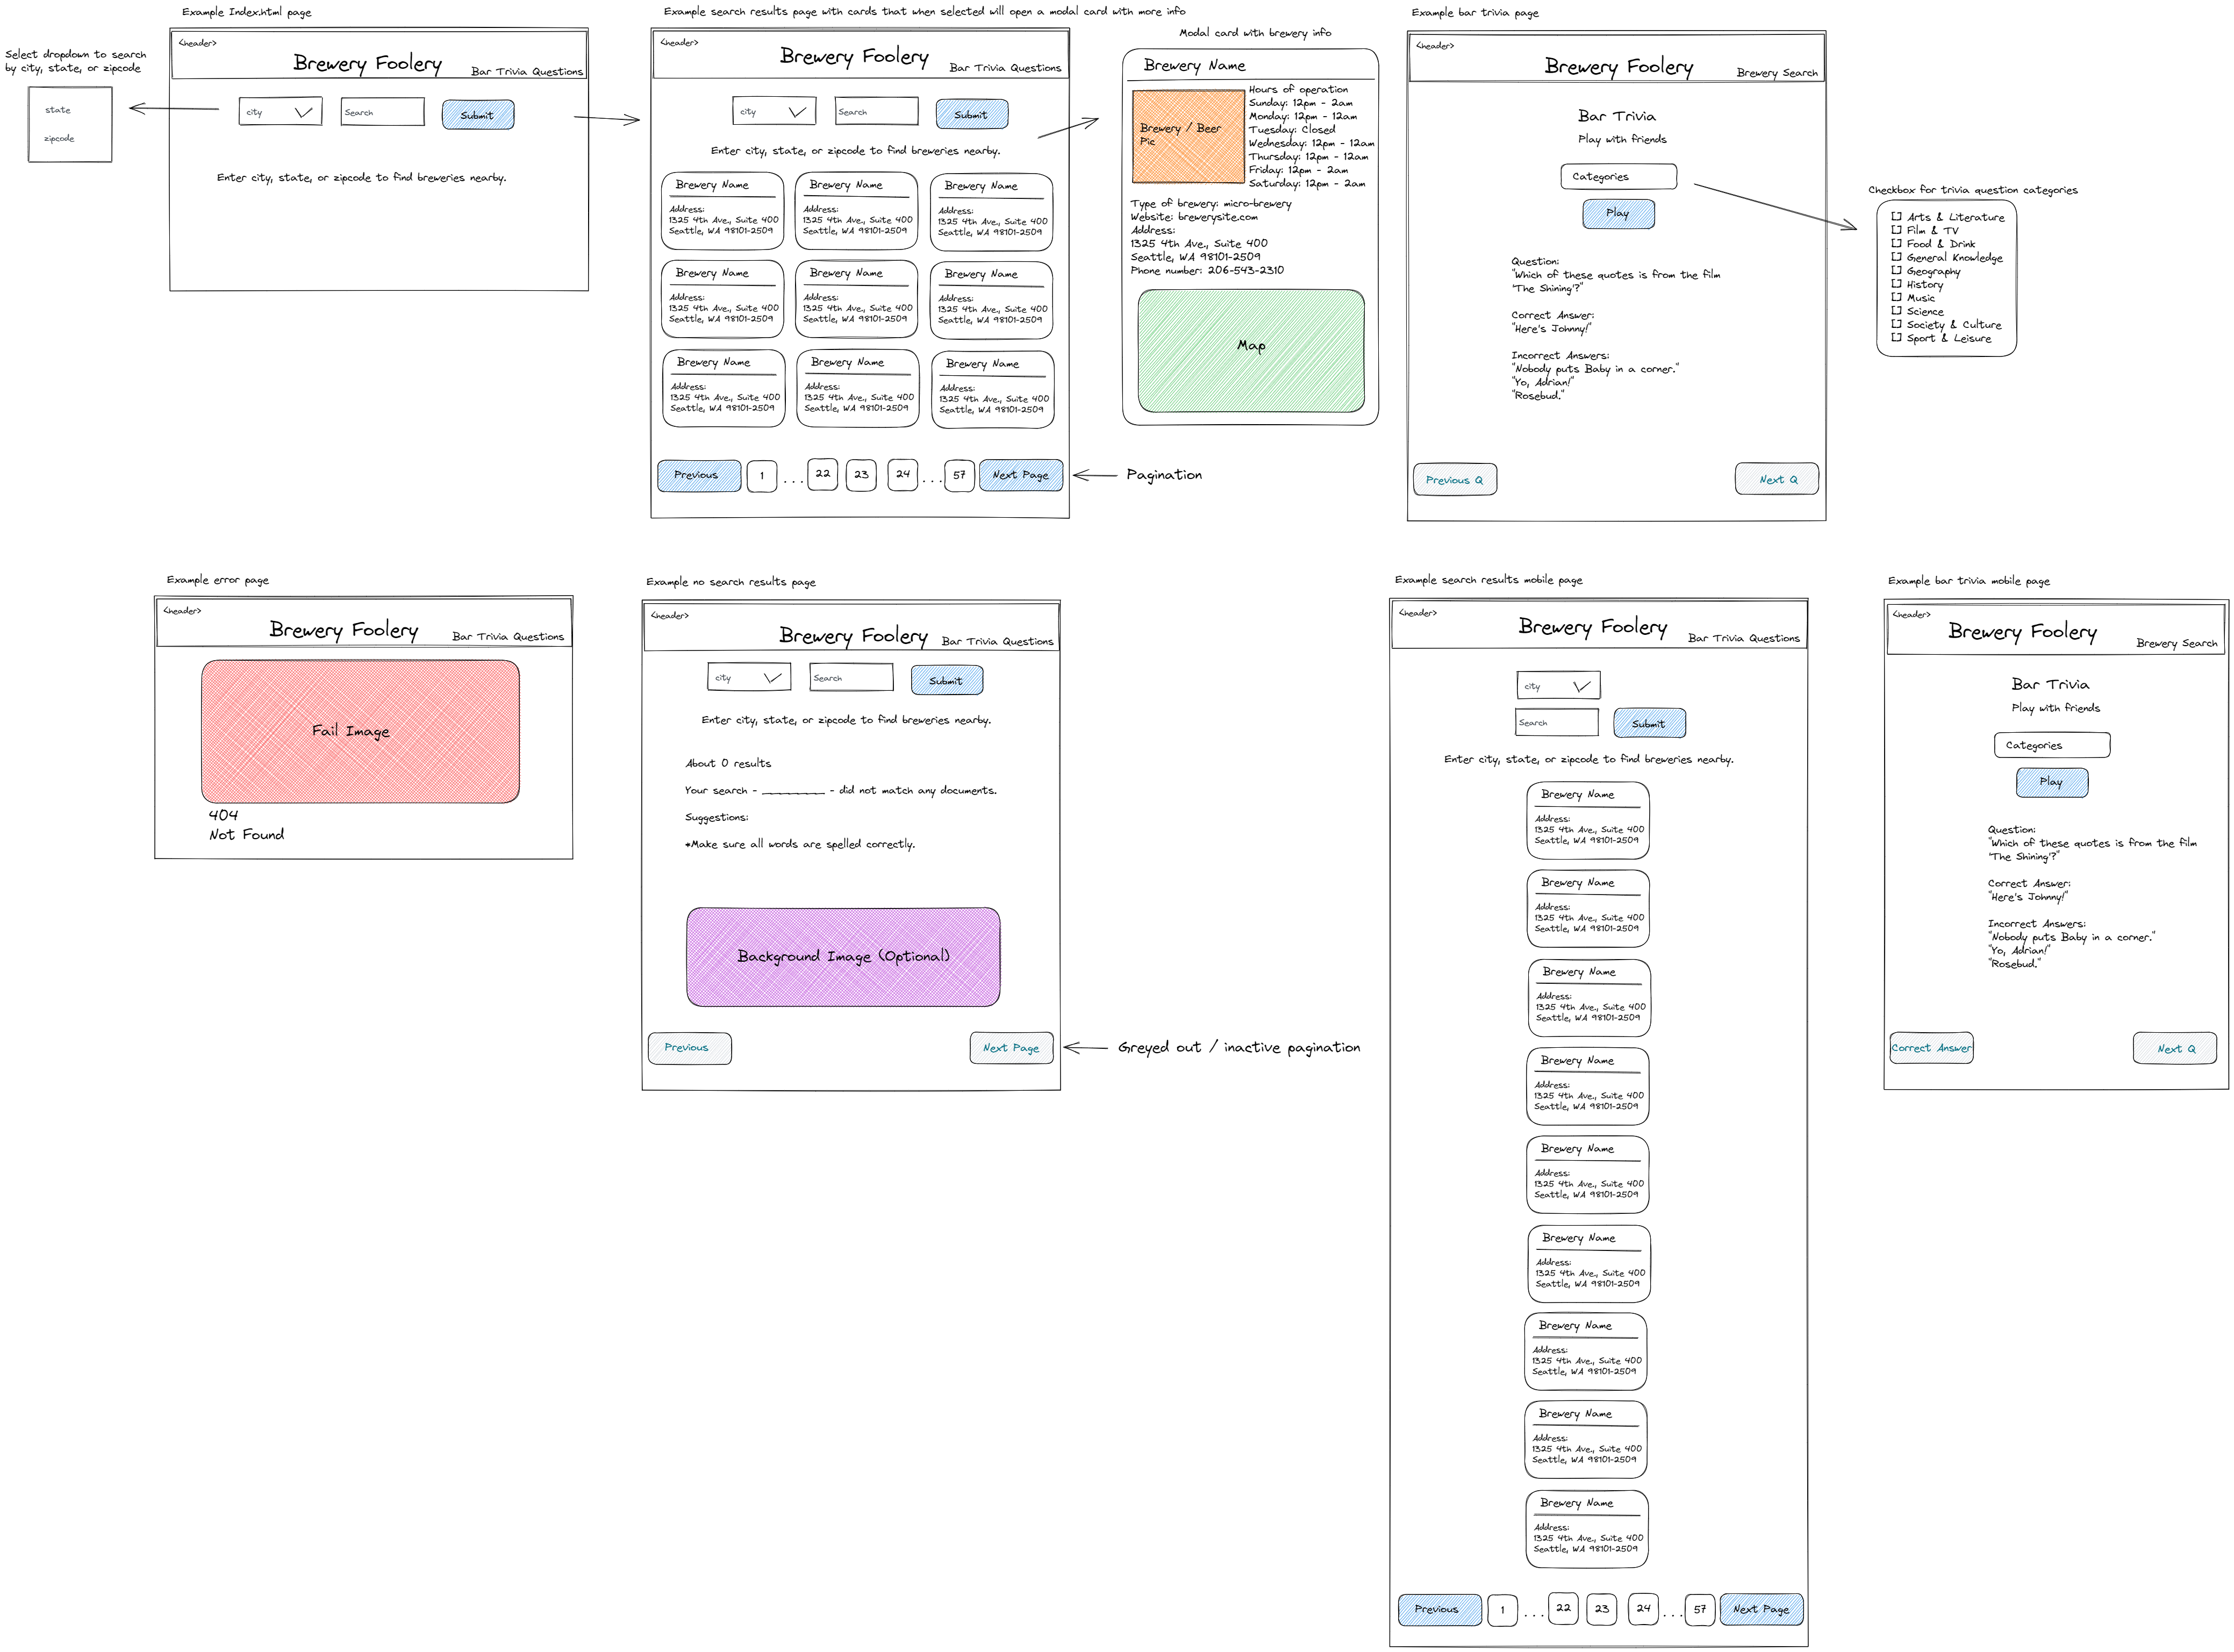 Example Index.html page
Select dropdown to search
by city, state, or zipcode
state
zipcode
<header>
Brewery Foolery
Bar Trivia Questions
city
Search
Submit
Enter city, state, or zipcode to find breweries nearby.
Example search results page with cards that when selected will open a modal card with more info
<header>
Brewery Foolery
Bar Trivia Questions
city
Search
Submit
Enter city, state, or zipcode to find breweries nearby.
Brewery Name
Address:
1325 4th Ave., Suite 400
Seattle, WA 98101-2509
Brewery Name
Address:
1325 4th Ave., Suite 400
Seattle, WA 98101-2509
Brewery Name
Address:
1325 4th Ave., Suite 400
Seattle, WA 98101-2509
Brewery Name
Address:
1325 4th Ave., Suite 400
Seattle, WA 98101-2509
Brewery Name
Address:
1325 4th Ave., Suite 400
Seattle, WA 98101-2509
Brewery Name
Address:
1325 4th Ave., Suite 400
Seattle, WA 98101-2509
Brewery Name
Address:
1325 4th Ave., Suite 400
Seattle, WA 98101-2509
Brewery Name
Address:
1325 4th Ave., Suite 400
Seattle, WA 98101-2509
Brewery Name
Address:
1325 4th Ave., Suite 400
Seattle, WA 98101-2509
Previous 1 ... 22 23 24 ... 57 Next Page
Pagination
Modal card with brewery info
Brewery Name
Brewery / Beer
Pic
Hours of operation
Sunday: 12pm - 2am
Monday: 12pm - 12am
Tuesday: Closed
Wednesday: 12pm - 12am
Thursday: 12pm - 12am
Friday: 12pm - 2am
Saturday: 12pm - 2am
Type of brewery: micro-brewery
Website: brewerysite.com
Address:
1325 4th Ave., Suite 400
Seattle, WA 98101-2509
Phone number: 206-543-2310
Map
Example bar trivia page
<header>
Brewery Foolery
Brewery Search
Bar Trivia
Play with friends
Categories
Play
Question:
"Which of these quotes is from the film
'The Shining'?"
Correct Answer:
"Here's Johnny!"
Incorrect Answers:
"Nobody puts Baby in a corner."
"Yo, Adrian!"
"Rosebud."
Previous Q
Next Q
Checkbox for trivia question categories
[] Arts & Literature
[] Film & TV
[] Food & Drink
[] General Knowledge
[] Geography
[] History
[] Music
[] Science
[] Society & Culture
[] Sport & Leisure
Example error page
<header>
Brewery Foolery
Bar Trivia Questions
Fail Image
404
Not Found
Example no search results page
<header>
Brewery Foolery
Bar Trivia Questions
city
Search
Submit
Enter city, state, or zipcode to find breweries nearby.
About 0 results
Your search - __________ - did not match any documents.
Suggestions:
*Make sure all words are spelled correctly.
Background Image (Optional)
Previous
Next Page
Greyed out / inactive pagination
Example search results mobile page
<header>
Brewery Foolery
Bar Trivia Questions
city
Search
Submit
Enter city, state, or zipcode to find breweries nearby.
Brewery Name
Address:
1325 4th Ave., Suite 400
Seattle, WA 98101-2509
Brewery Name
Address:
1325 4th Ave., Suite 400
Seattle, WA 98101-2509
Brewery Name
Address:
1325 4th Ave., Suite 400
Seattle, WA 98101-2509
Brewery Name
Address:
1325 4th Ave., Suite 400
Seattle, WA 98101-2509
Brewery Name
Address:
1325 4th Ave., Suite 400
Seattle, WA 98101-2509
Brewery Name
Address:
1325 4th Ave., Suite 400
Seattle, WA 98101-2509
Brewery Name
Address:
1325 4th Ave., Suite 400
Seattle, WA 98101-2509
Brewery Name
Address:
1325 4th Ave., Suite 400
Seattle, WA 98101-2509
Brewery Name
Address:
1325 4th Ave., Suite 400
Seattle, WA 98101-2509
Previous 1 ... 22 23 24 ... 57 Next Page
Example bar trivia mobile page
<header>
Brewery Foolery
Brewery Search
Bar Trivia
Play with friends
Categories
Play
Question:
"Which of these quotes is from the film
'The Shining'?"
Correct Answer:
"Here's Johnny!"
Incorrect Answers:
"Nobody puts Baby in a corner."
"Yo, Adrian!"
"Rosebud."
Correct Answer
Next Q